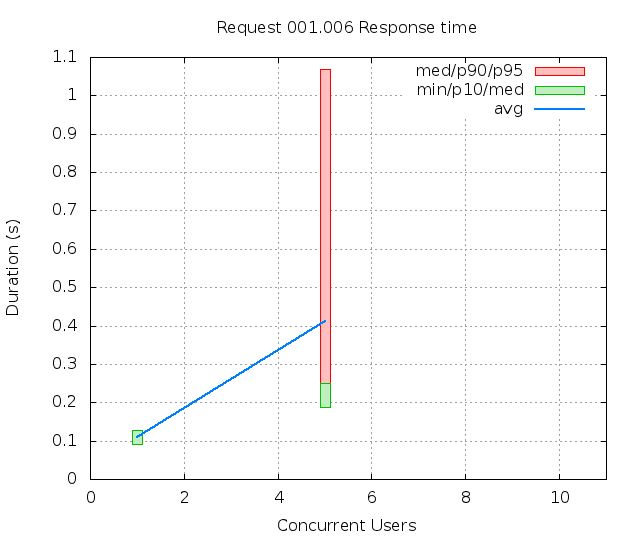 Request 001.006 Response time
med/p90/p95
min/p10/med
avg
1.1
1
0.9
0.8
0.7
0.6
0.5
0.4
0.3
0.2
0.1
0
Duration (s)
0 2 4 6 8 10
Concurrent Users